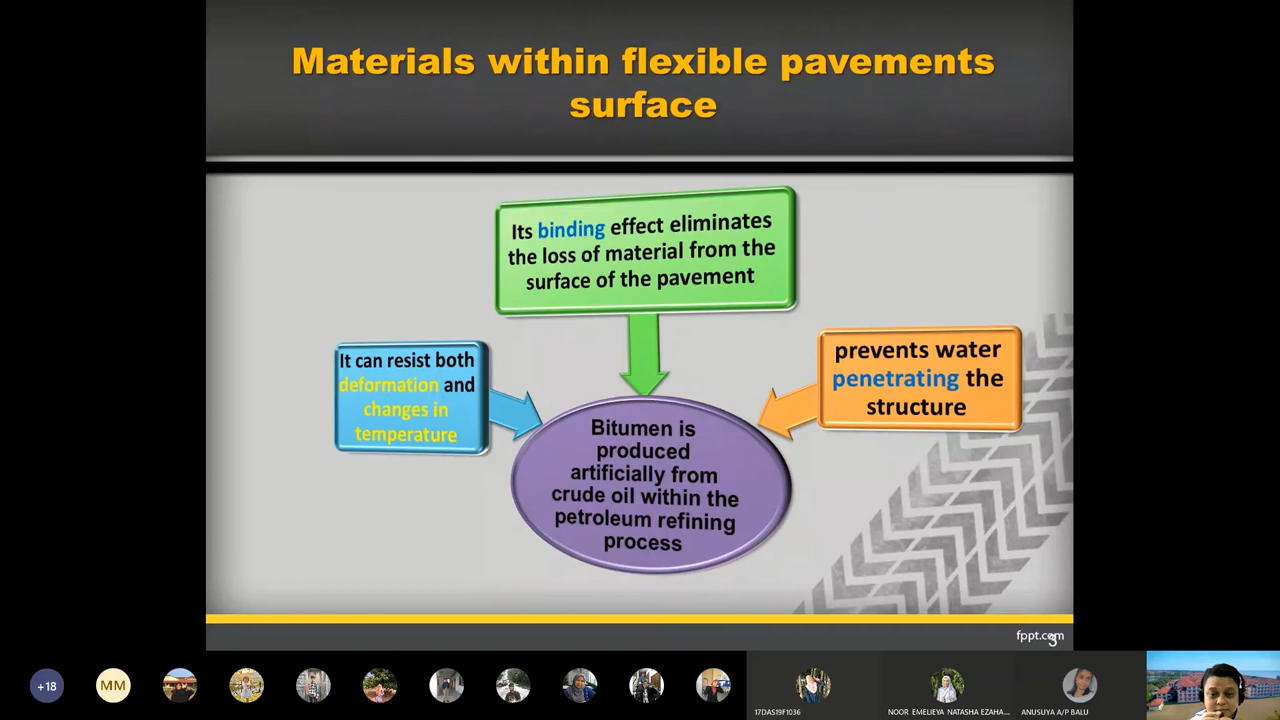 Materials within flexible pavements
surface
Its binding effect eliminates
the loss of material from the
surface of the pavement
It can resist both
deformation and
changes in
temperature
prevents water
penetrating the
structure
Bitumen is
produced
artificially from
crude oil within the
petroleum refining
process
fppt.com
3
+18
MM
17DAS19F1036
NOOR EMELIEYA NATASHA EZAHA...
ANUSUYA A/P BALU